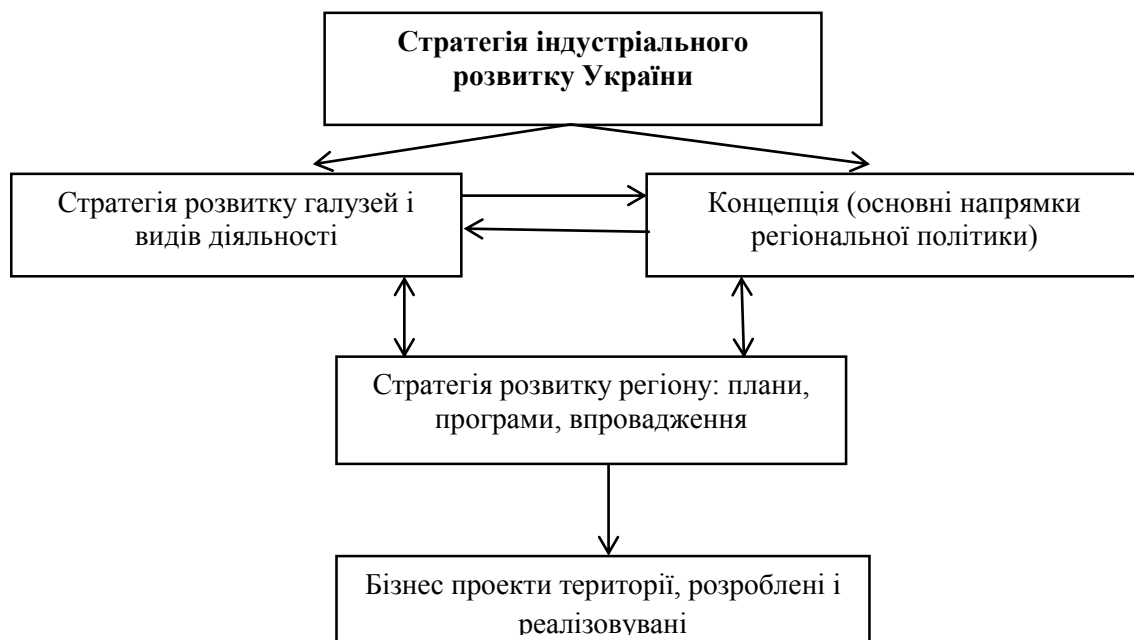 Стратегія індустріального
розвитку України
Стратегія розвитку галузей і
видів діяльності
Концепція (основні напрямки
регіональної політики)
Стратегія розвитку регіону: плани,
програми, впровадження
Бізнес проекти території, розроблені і
реалізовувані